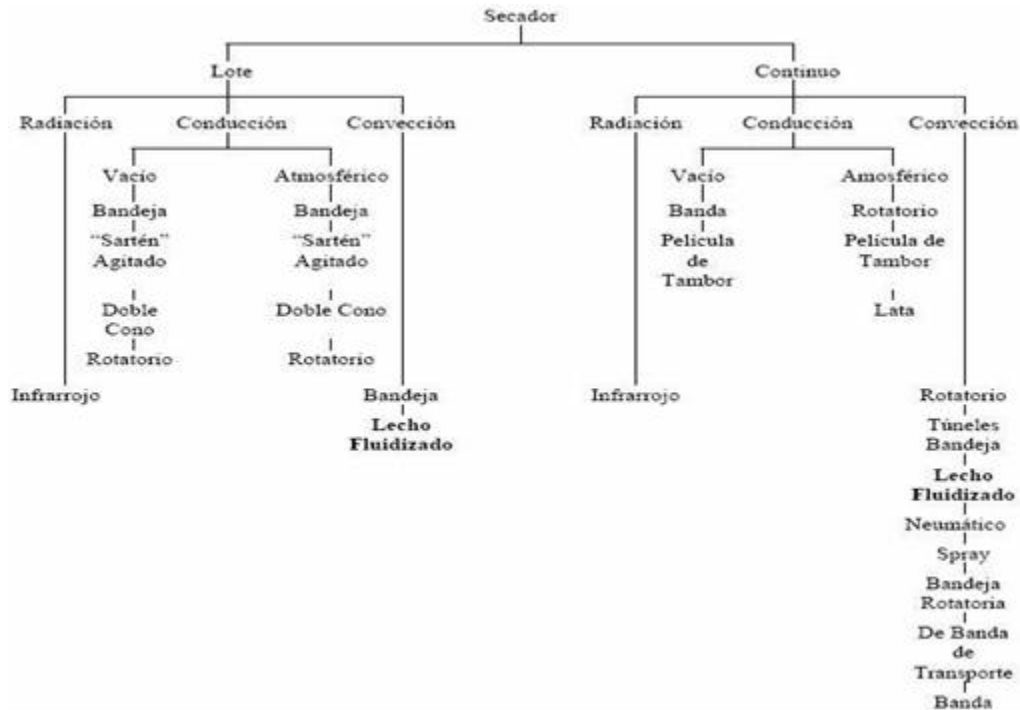 Secador
Lote
Continuo
Radiación
Conducción
Convección
Radiación
Conducción
Convección
Vacío
Atmosférico
Vacío
Amosférico
Bandeja
Bandeja
Banda
Rotatorio
“Sartén”
Agitado
“Sartén”
Agitado
Película
de
Tambor
Película de
Tambor
Doble
Cono
Doble Cono
Lata
Rotatorio
Rotatorio
Infrarrojo
Bandeja
Infrarrojo
Rotatorio
Lecho
Fluidizado
Túneles
Bandeja
Lecho
Fluidizado
Neumático
Spray
Bandeja
Rotatoria
De Banda
de
Transporte
Banda